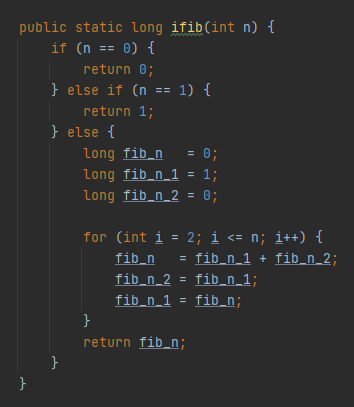 public static long ifib(int n) {
    if (n == 0) {
        return 0;
    } else if (n == 1) {
        return 1;
    } else {
        long fib_n   = 0;
        long fib_n_1 = 1;
        long fib_n_2 = 0;

        for (int i = 2; i <= n; i++) {
            fib_n   = fib_n_1 + fib_n_2;
            fib_n_2 = fib_n_1;
            fib_n_1 = fib_n;
        }
        return fib_n;
    }
}